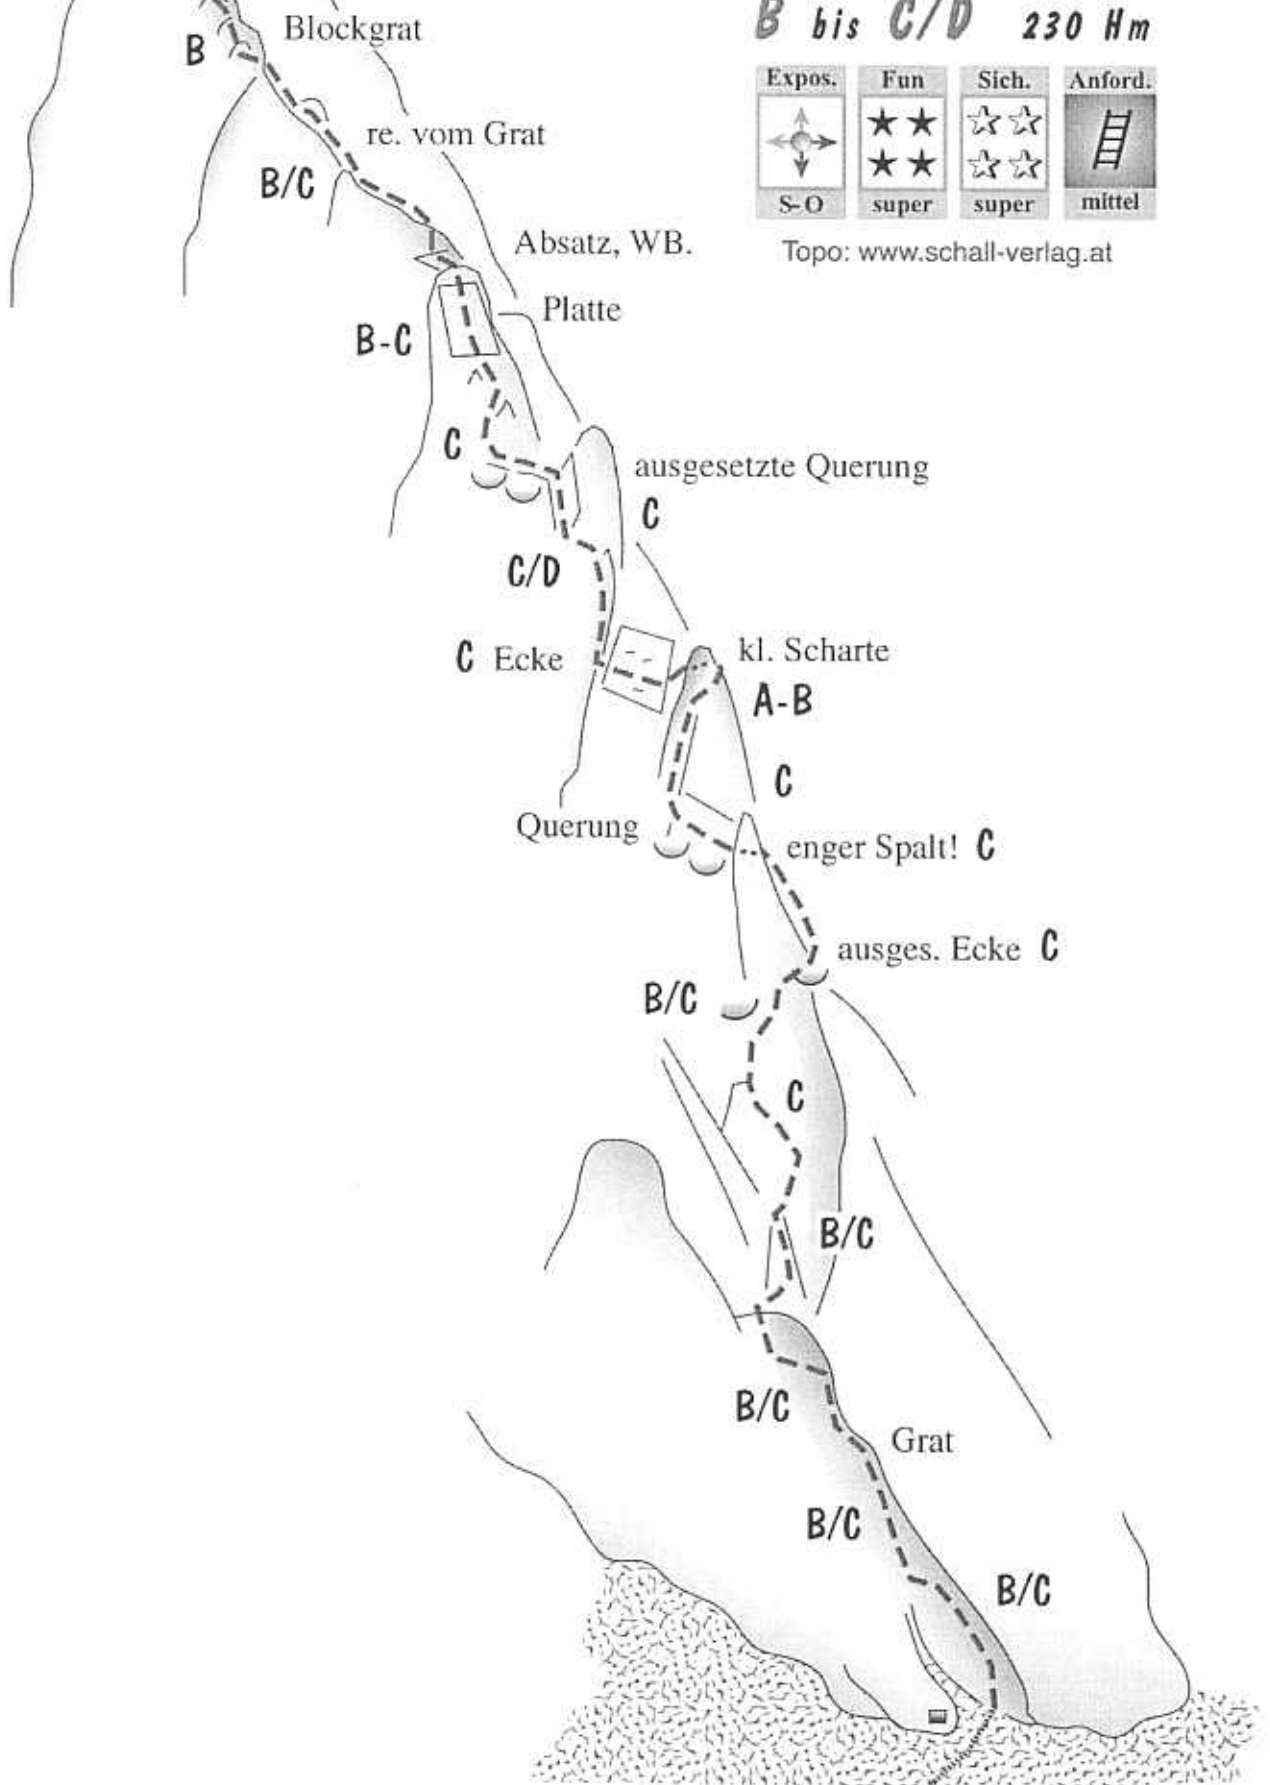 B bis C/D 230 Hm
Blockgrat
B
Expos. Fun Sich. Anford.
S-O super super mittel
Topo: www.schall-verlag.at
re. vom Grat
B/C
Absatz, WB.
Platte
B-C
C
ausgesetzte Querung
C
C/D
C Ecke
kl. Scharte
A-B
C
Querung
enger Spalt! C
ausges. Ecke C
B/C
C
B/C
B/C
Grat
B/C
B/C